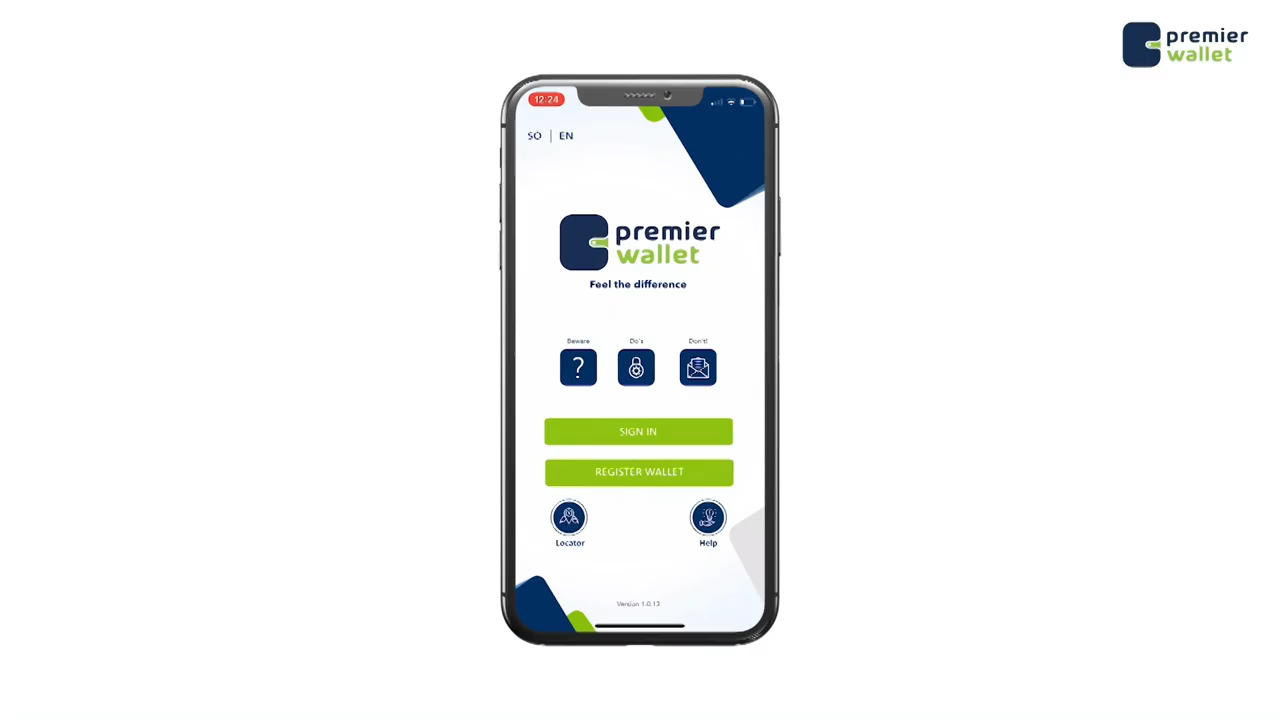 premier
wallet
12:24
SO | EN
premier
wallet
Feel the difference
Beware
Do's
Don't!
SIGN IN
REGISTER WALLET
Locator
Help
Version 1.0.13